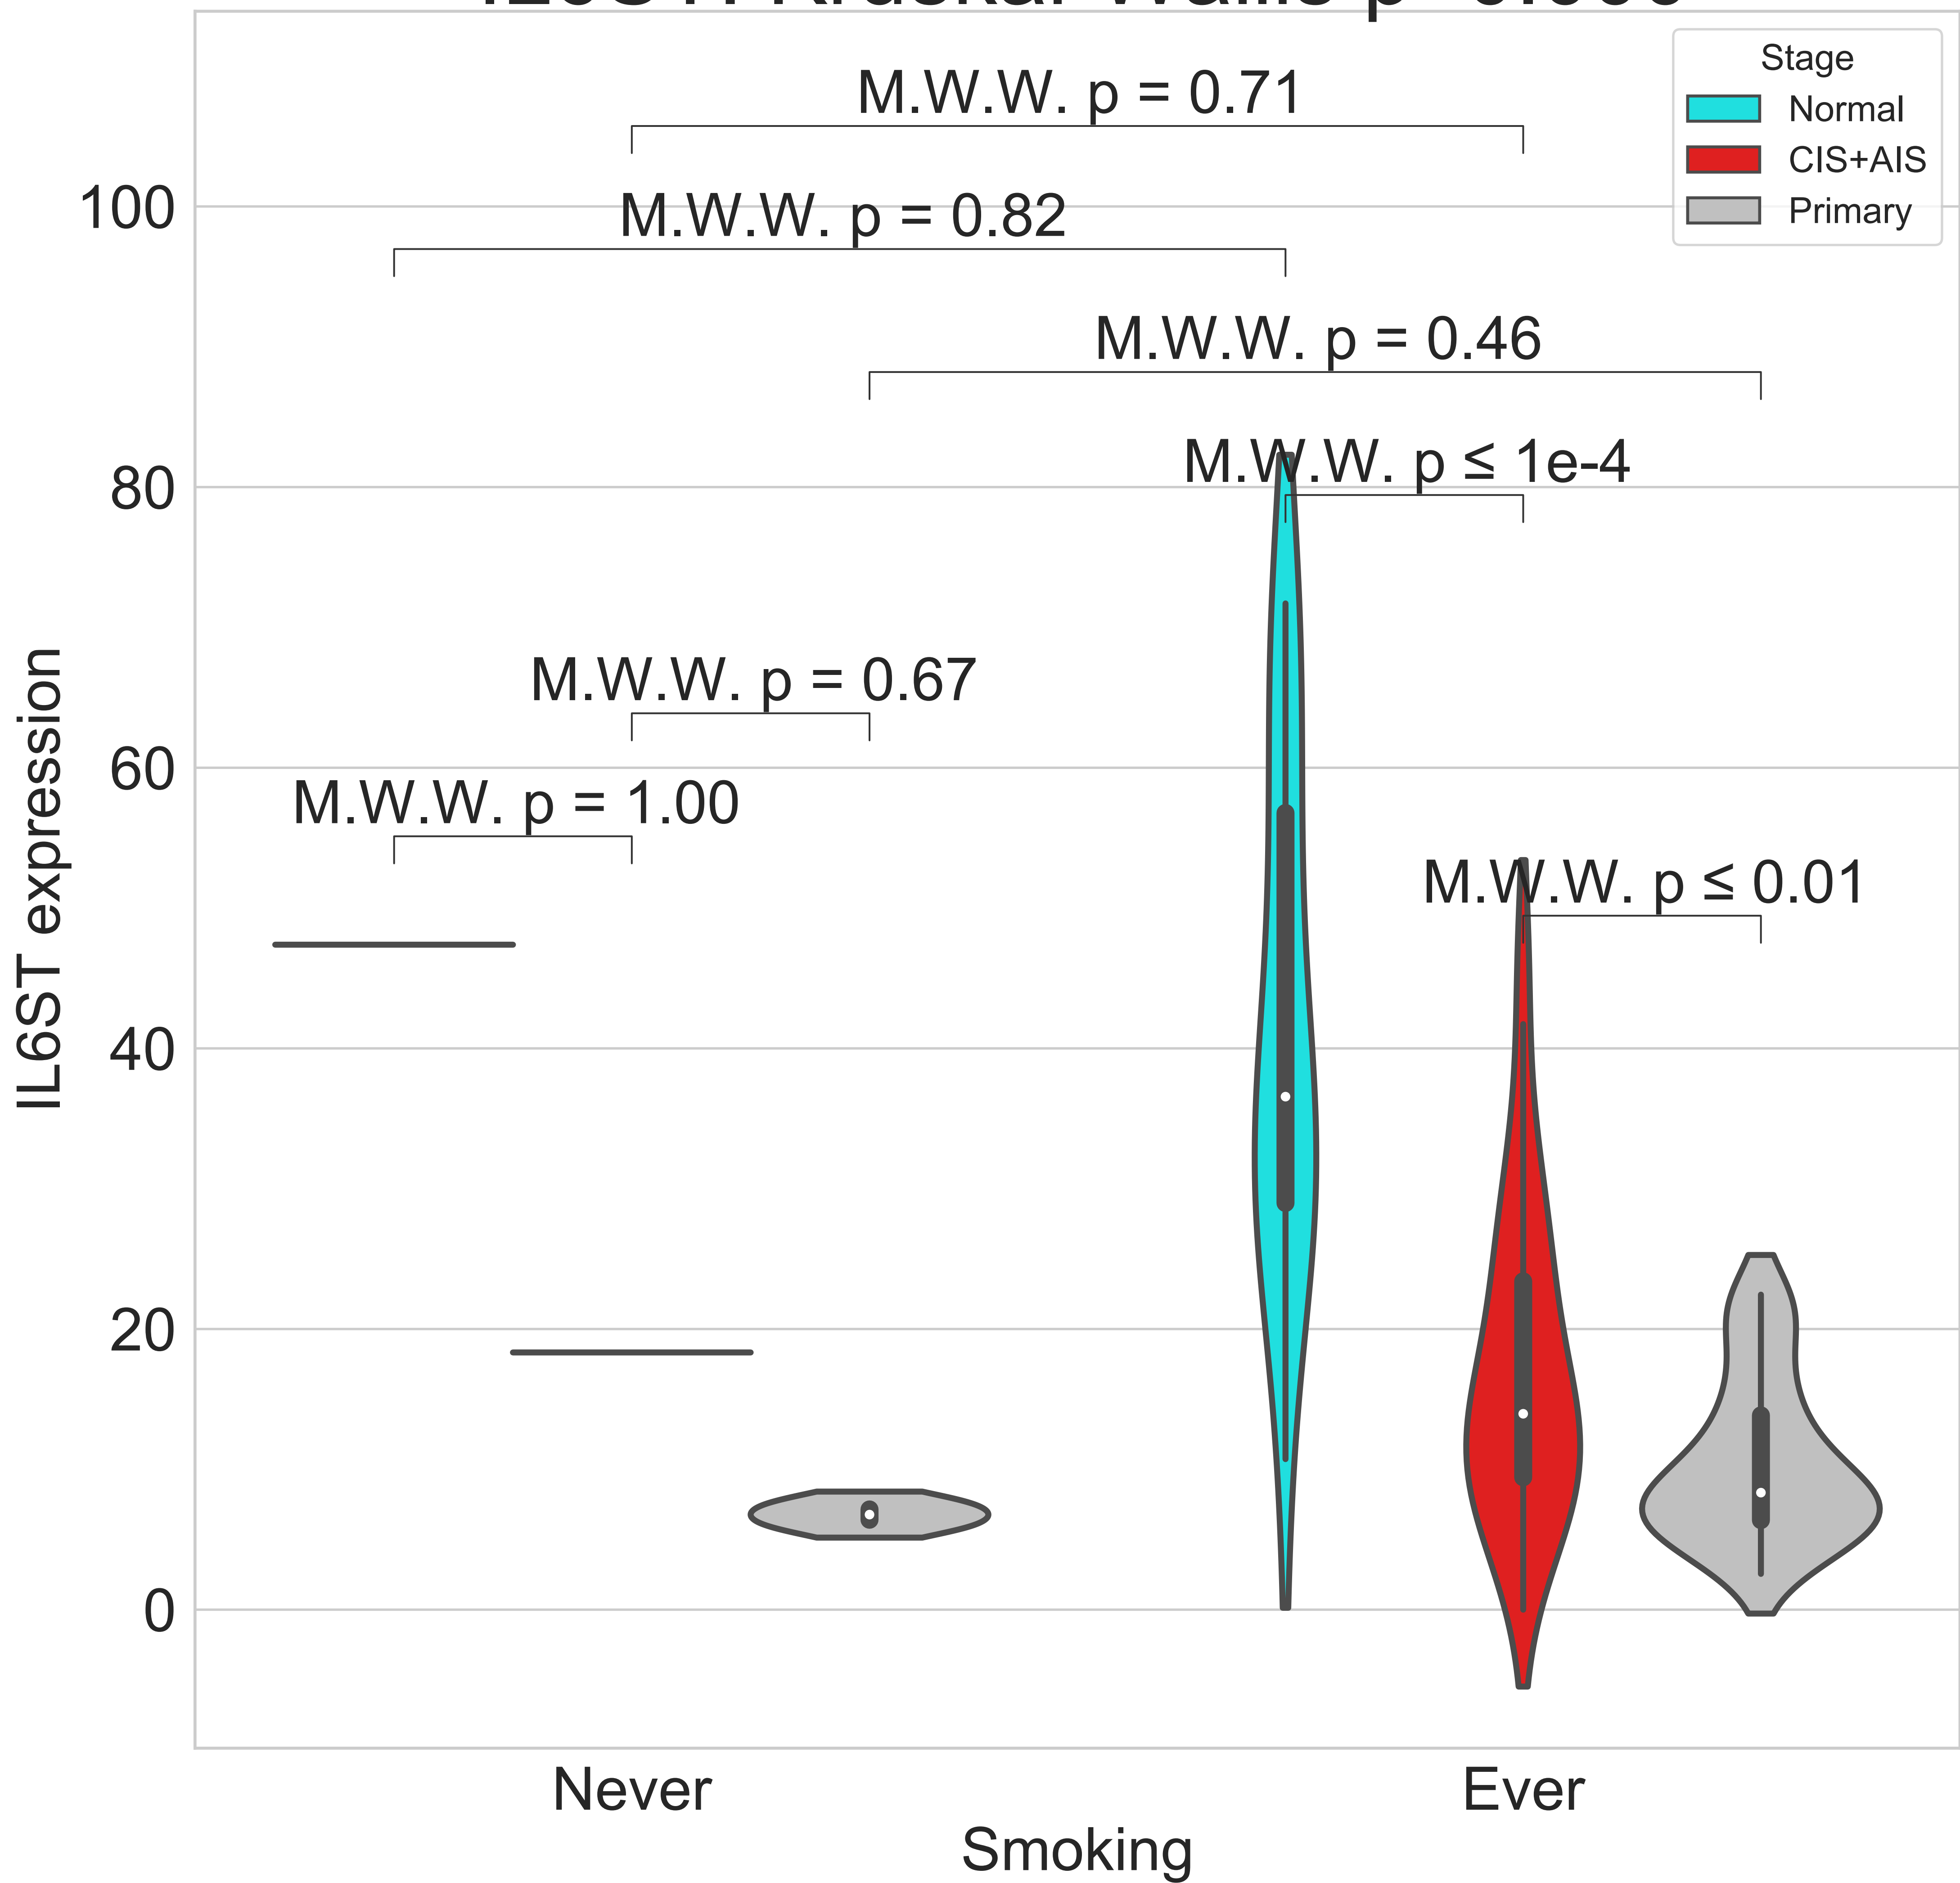 Stage
Normal
CIS+AIS
Primary
M.W.W. p = 0.71
M.W.W. p = 0.82
M.W.W. p = 0.46
M.W.W. p ≤ 1e-4
M.W.W. p = 0.67
M.W.W. p = 1.00
M.W.W. p ≤ 0.01
100
80
60
40
20
0
IL6ST expression
Never
Ever
Smoking